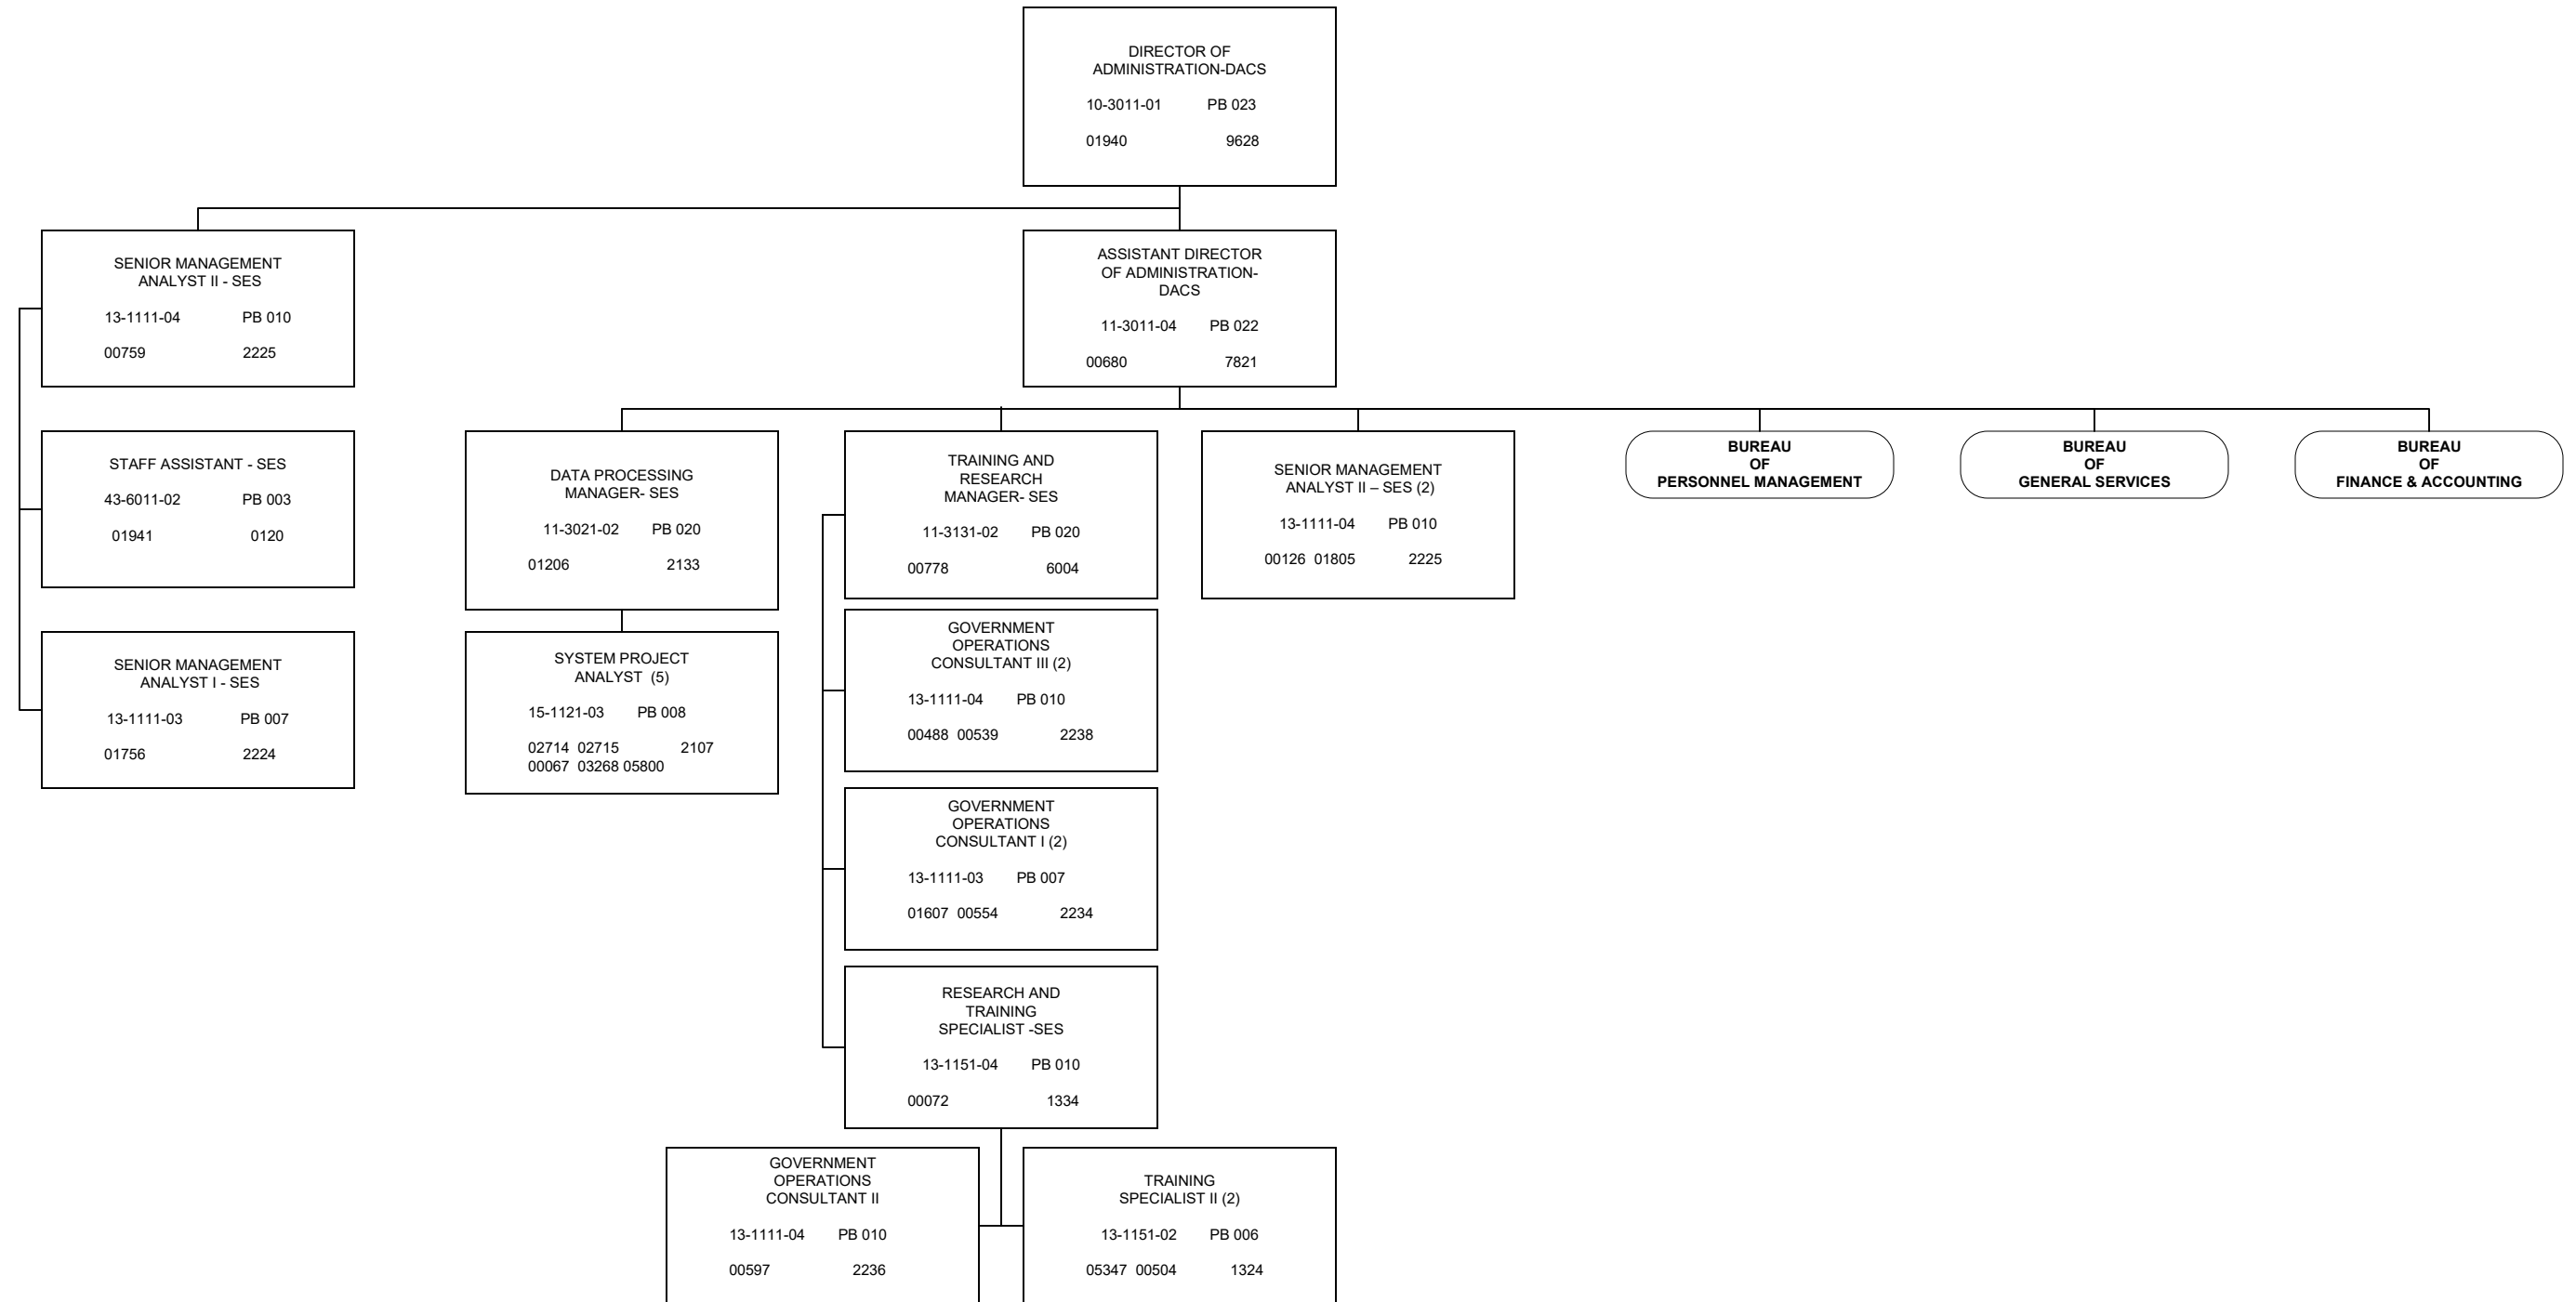 DIRECTOR OF
ADMINISTRATION-DACS
10-3011-01 PB 023
01940 9628
SENIOR MANAGEMENT
ANALYST II - SES
13-1111-04 PB 010
00759 2225
ASSISTANT DIRECTOR
OF ADMINISTRATION-
DACS
11-3011-04 PB 022
00680 7821
STAFF ASSISTANT - SES
43-6011-02 PB 003
01941 0120
SENIOR MANAGEMENT
ANALYST I - SES
13-1111-03 PB 007
01756 2224
DATA PROCESSING
MANAGER- SES
11-3021-02 PB 020
01206 2133
SYSTEM PROJECT
ANALYST (5)
15-1121-03 PB 008
02714 02715 2107
00067 03268 05800
TRAINING AND
RESEARCH
MANAGER- SES
11-3131-02 PB 020
00778 6004
GOVERNMENT
OPERATIONS
CONSULTANT III (2)
13-1111-04 PB 010
00488 00539 2238
GOVERNMENT
OPERATIONS
CONSULTANT I (2)
13-1111-03 PB 007
01607 00554 2234
RESEARCH AND
TRAINING
SPECIALIST -SES
13-1151-04 PB 010
00072 1334
GOVERNMENT
OPERATIONS
CONSULTANT II
13-1111-04 PB 010
00597 2236
TRAINING
SPECIALIST II (2)
13-1151-02 PB 006
05347 00504 1324
SENIOR MANAGEMENT
ANALYST II – SES (2)
13-1111-04 PB 010
00126 01805 2225
BUREAU
OF
PERSONNEL MANAGEMENT
BUREAU
OF
GENERAL SERVICES
BUREAU
OF
FINANCE & ACCOUNTING